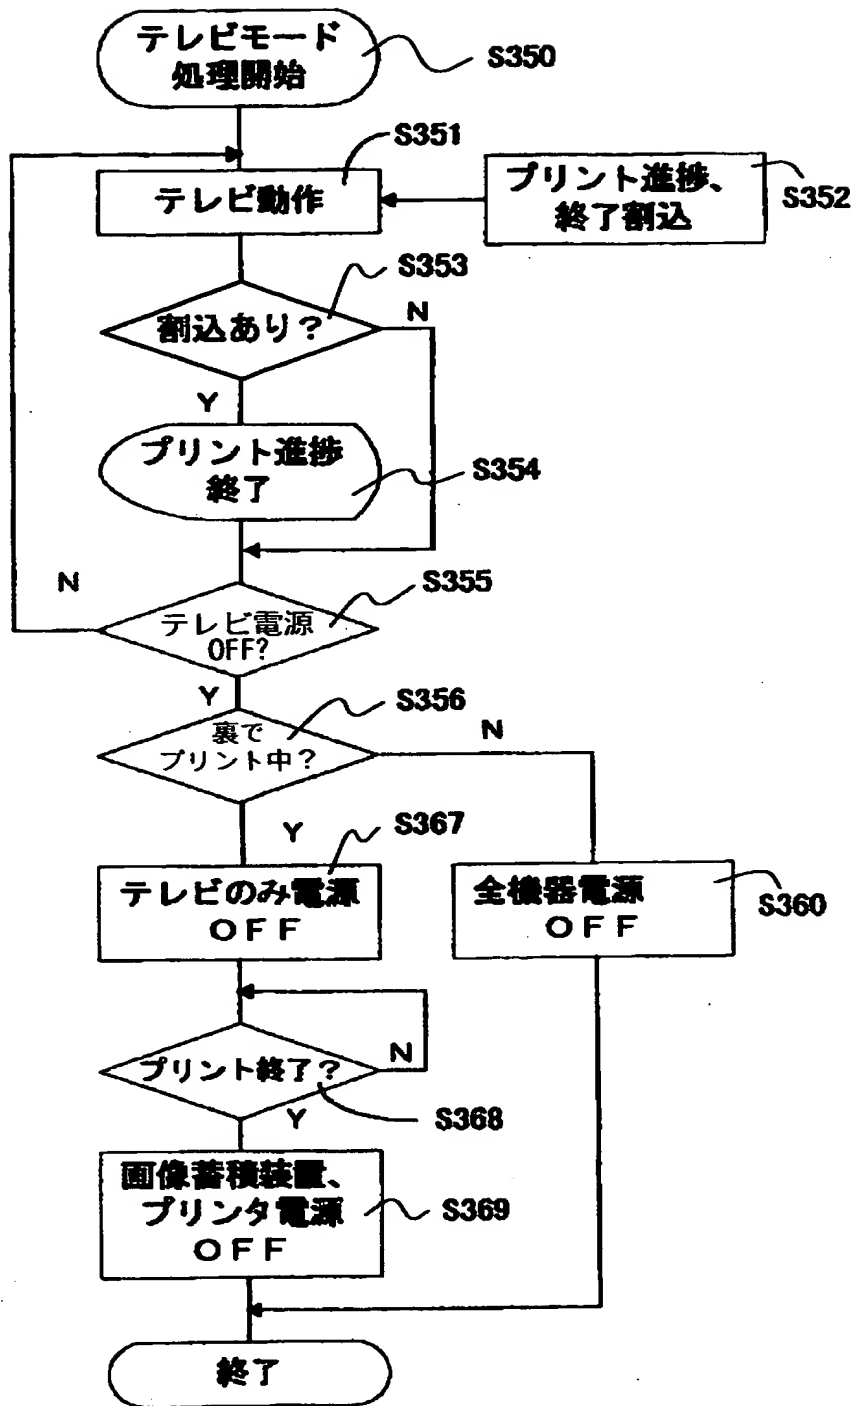 テレビモード
処理開始
S350
S351
テレビ動作
プリント進捗、
終了割込
S352
S353
割込あり？
N
Y
プリント進捗
終了
S354
N
S355
テレビ電源
OFF?
Y
S356
裏で
プリント中？
N
Y
S367
テレビのみ電源
ＯＦＦ
全機器電源
ＯＦＦ
S360
プリント終了？
N
Y
S368
画像蓄積装置、
プリンタ電源
ＯＦＦ
S369
終了